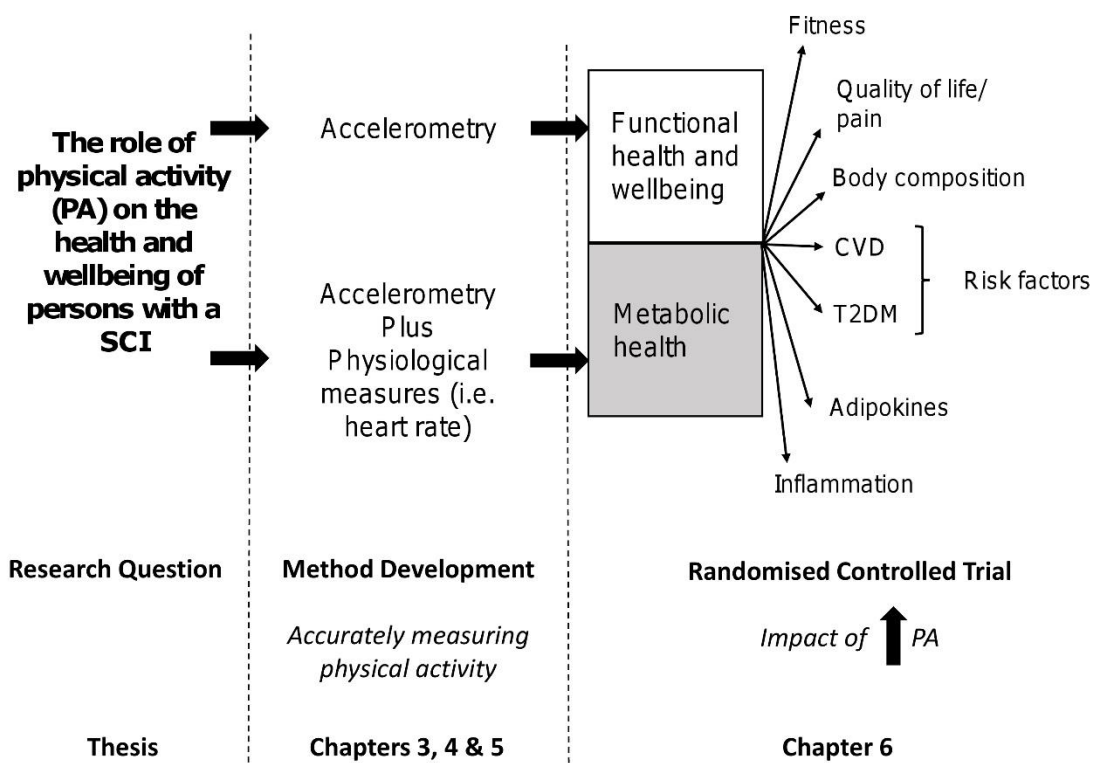 The role of
physical activity
(PA) on the
health and
wellbeing of
persons with a
SCI
Accelerometry
Accelerometry
Plus
Physiological
measures (i.e.
heart rate)
Functional
health and
wellbeing
Metabolic
health
Fitness
Quality of life/
pain
Body composition
CVD
T2DM
Risk factors
Adipokines
Inflammation
Research Question
Method Development
Randomised Controlled Trial
Accurately measuring
physical activity
Impact of PA
Thesis
Chapters 3, 4 & 5
Chapter 6